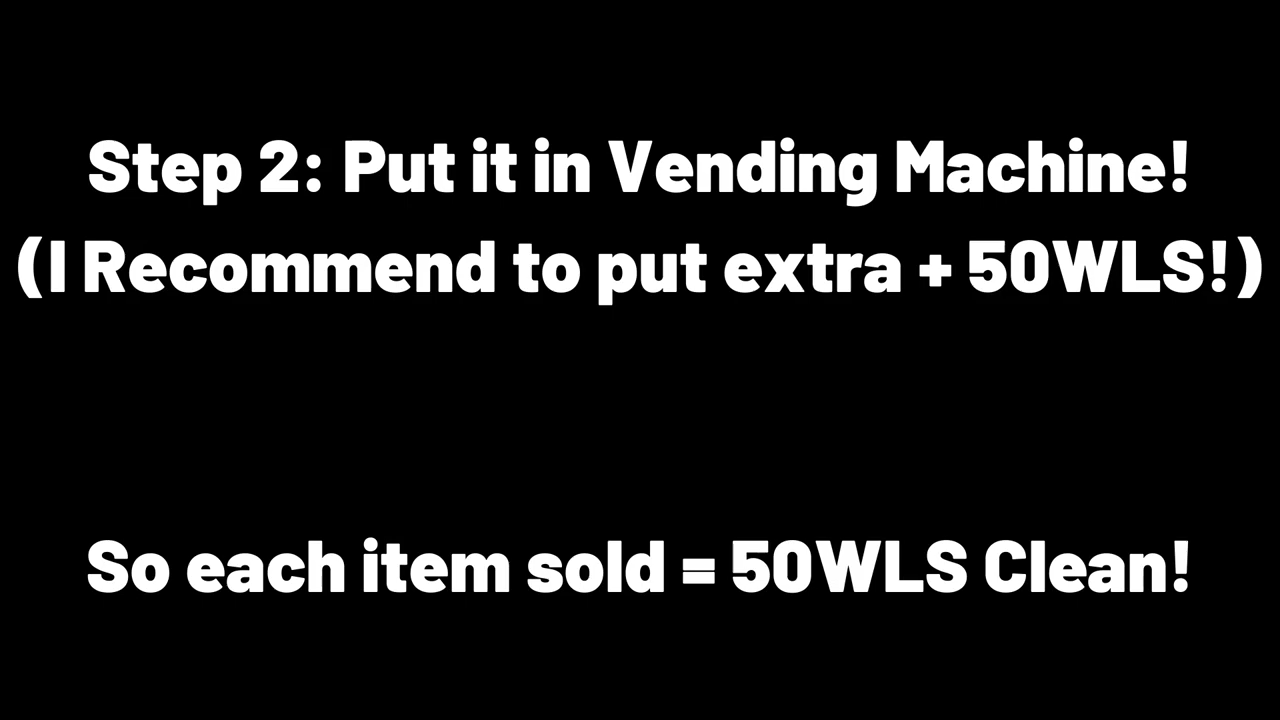 Step 2: Put it in Vending Machine!
(I Recommend to put extra + 50WLS!)
So each item sold = 50WLS Clean!